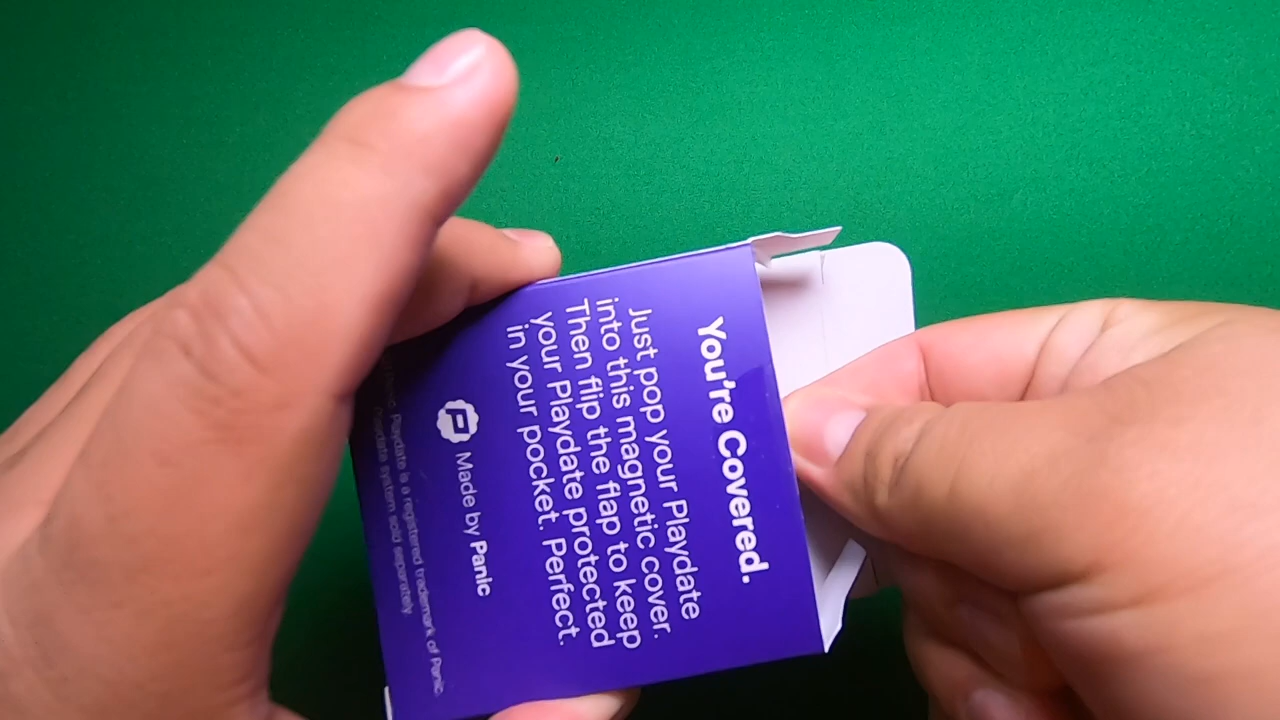 You're Covered.
Just pop your Playdate
into this magnetic cover.
Then flip the flap to keep
your Playdate protected
in your pocket. Perfect.
Made by Panic
Playdate is a registered trademark of Panic.
system sold separately.